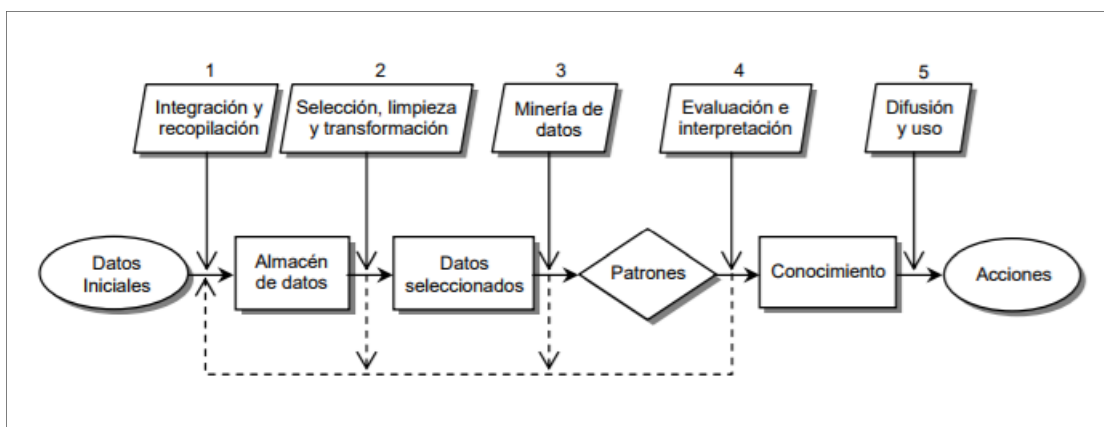 1
2
3
4
5
Integración y
recopilación
Selección, limpieza
y transformación
Minería de
datos
Evaluación e
interpretación
Difusión
y uso
Datos
Iniciales
Almacén
de datos
Datos
seleccionados
Patrones
Conocimiento
Acciones